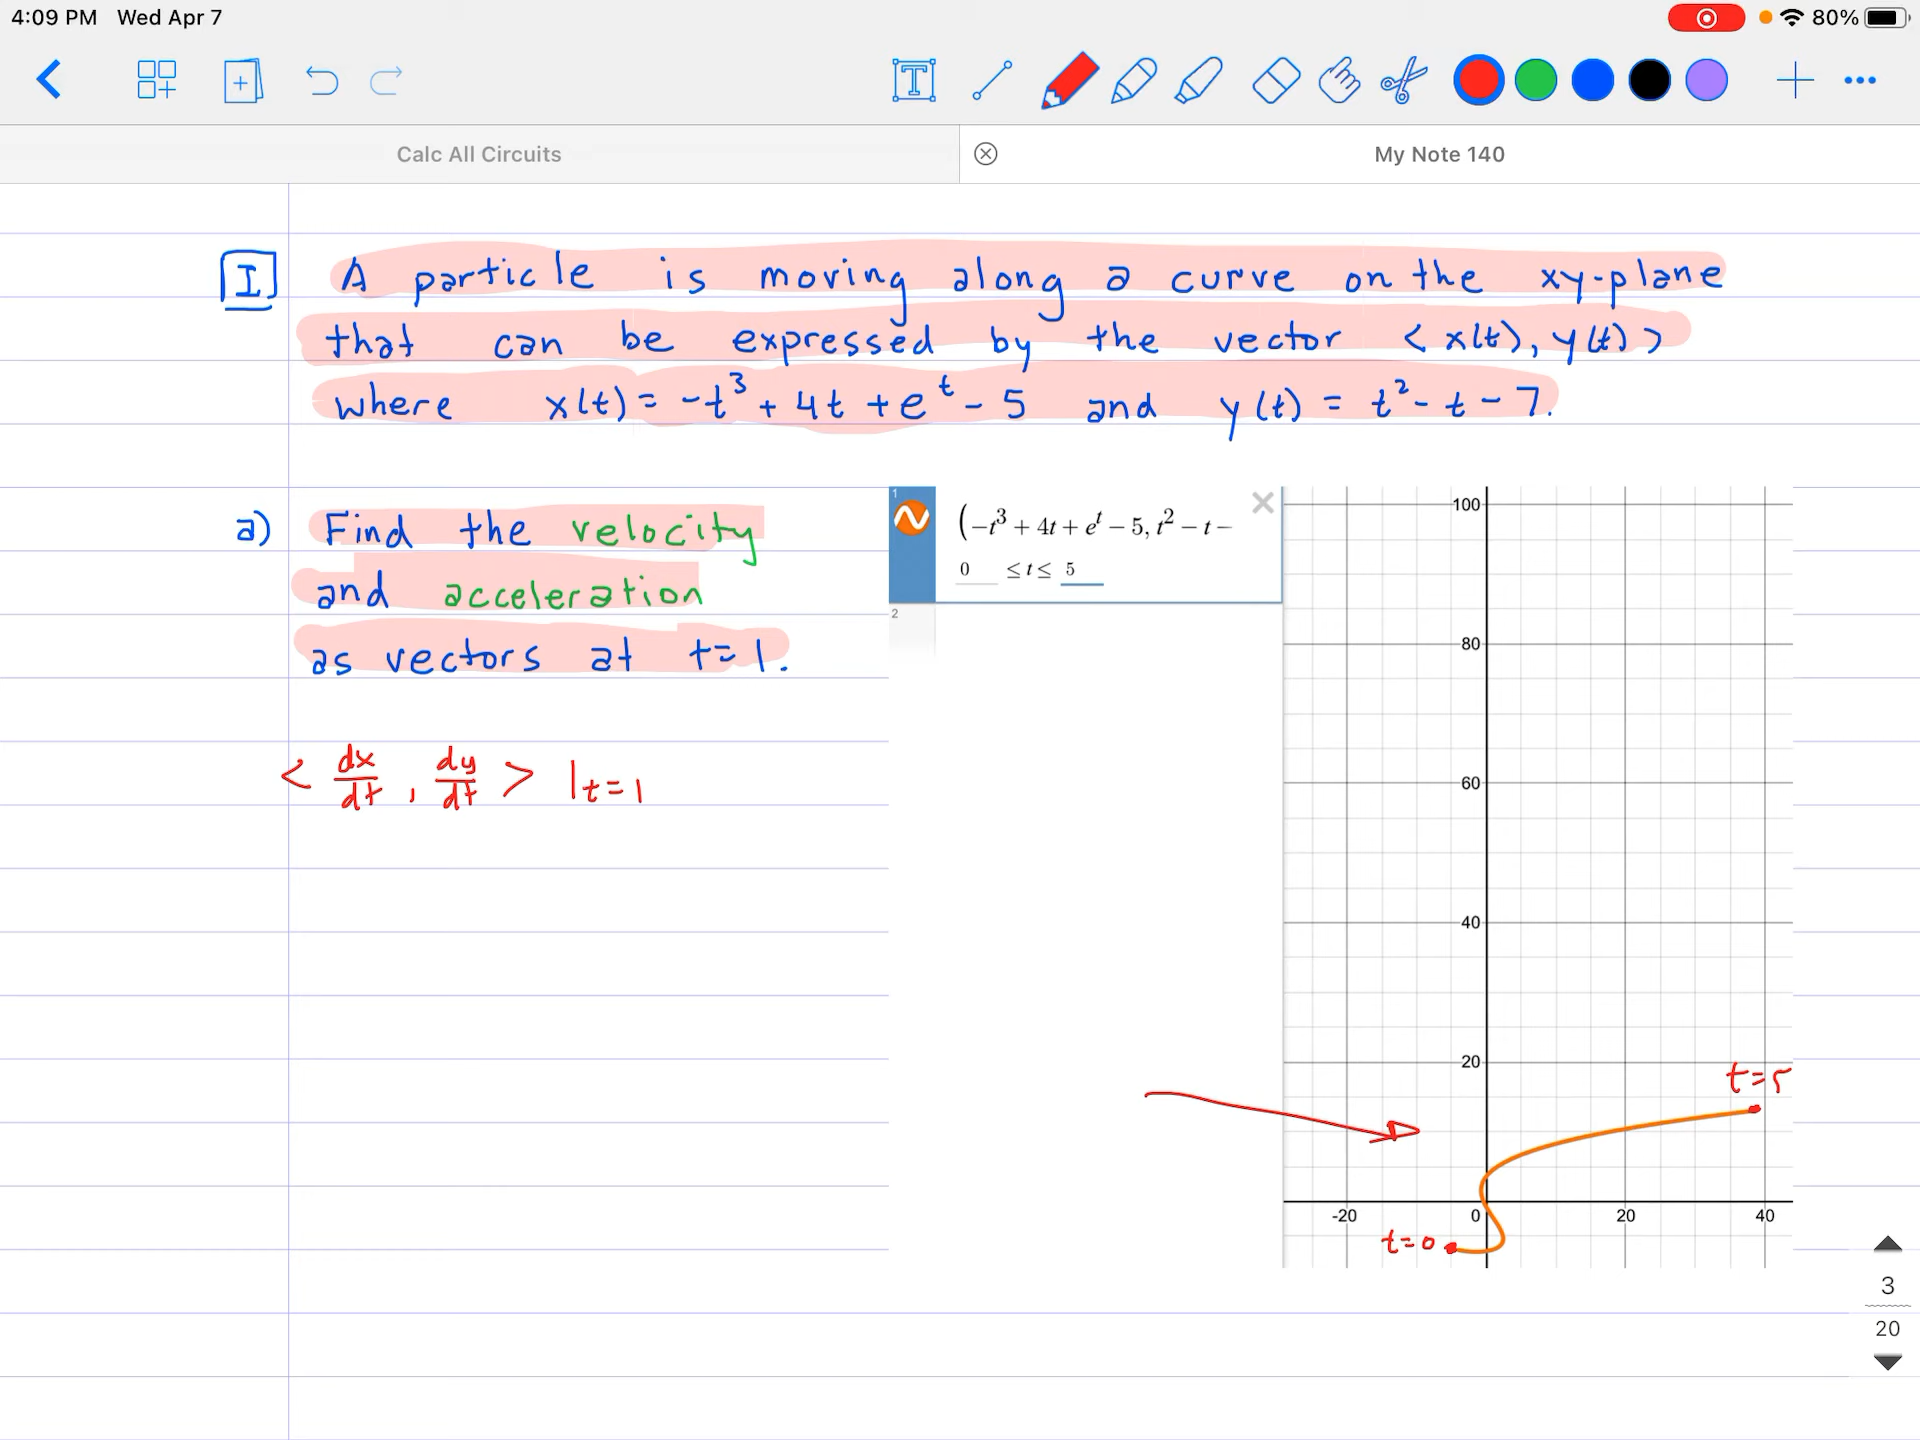 4:09 PM Wed Apr 7
80%
T
Calc All Circuits
My Note 140
I A particle is moving along a curve on the xy-plane
that can be expressed by the vector < x(t), y(t) >
where x(t) = -t³ + 4t + e^t - 5 and y(t) = t² - t - 7.
a) Find the velocity
and acceleration
as vectors at t=1.
< dx/dt , dy/dt > |t=1
1
(-t³ + 4t + e^t - 5, t² - t -
0 ≤ t ≤ 5
2
100
80
60
40
20
t=5
-20 0 20 40
t=0
3
20